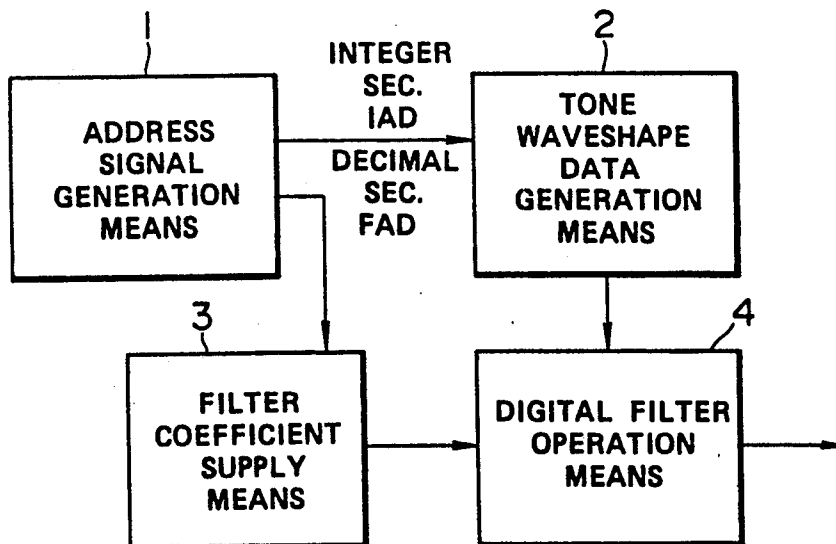 1
ADDRESS
SIGNAL
GENERATION
MEANS
INTEGER
SEC.
IAD
DECIMAL
SEC.
FAD
2
TONE
WAVESHAPE
DATA
GENERATION
MEANS
3
FILTER
COEFFICIENT
SUPPLY
MEANS
4
DIGITAL FILTER
OPERATION
MEANS